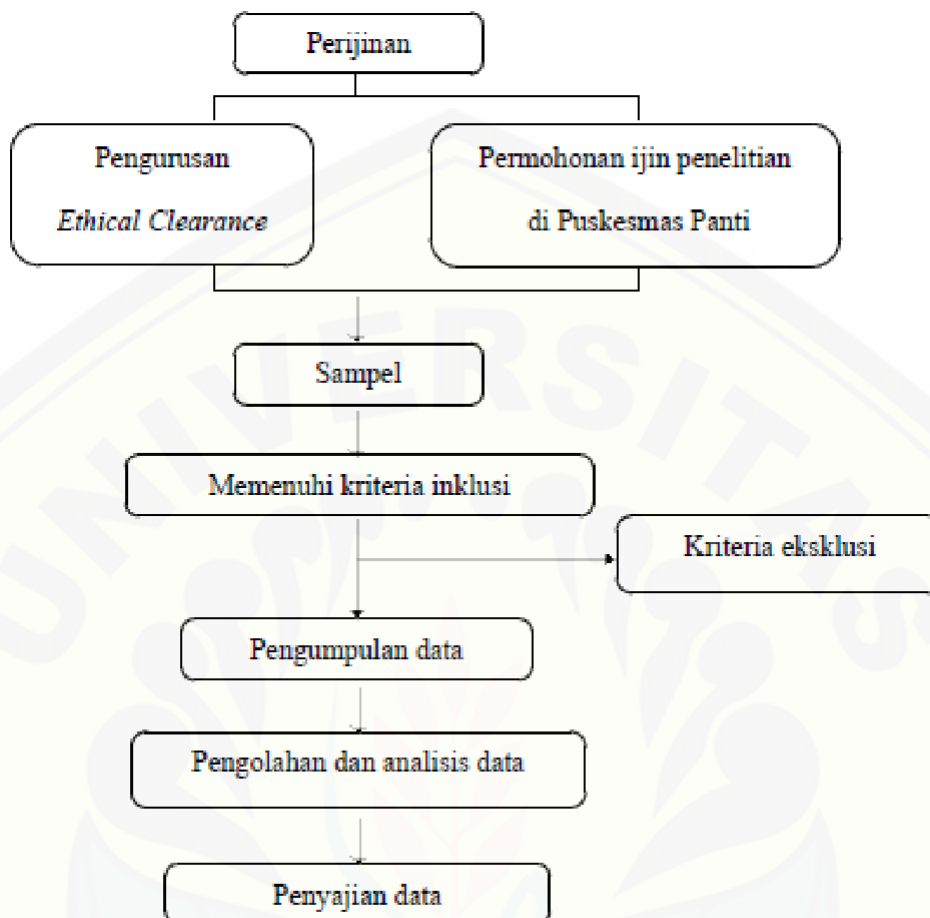 Perijinan
Pengurusan
Ethical Clearance
Permohonan ijin penelitian
di Puskesmas Panti
Sampel
Memenuhi kriteria inklusi
Kriteria eksklusi
Pengumpulan data
Pengolahan dan analisis data
Penyajian data
UNIVERSITAS